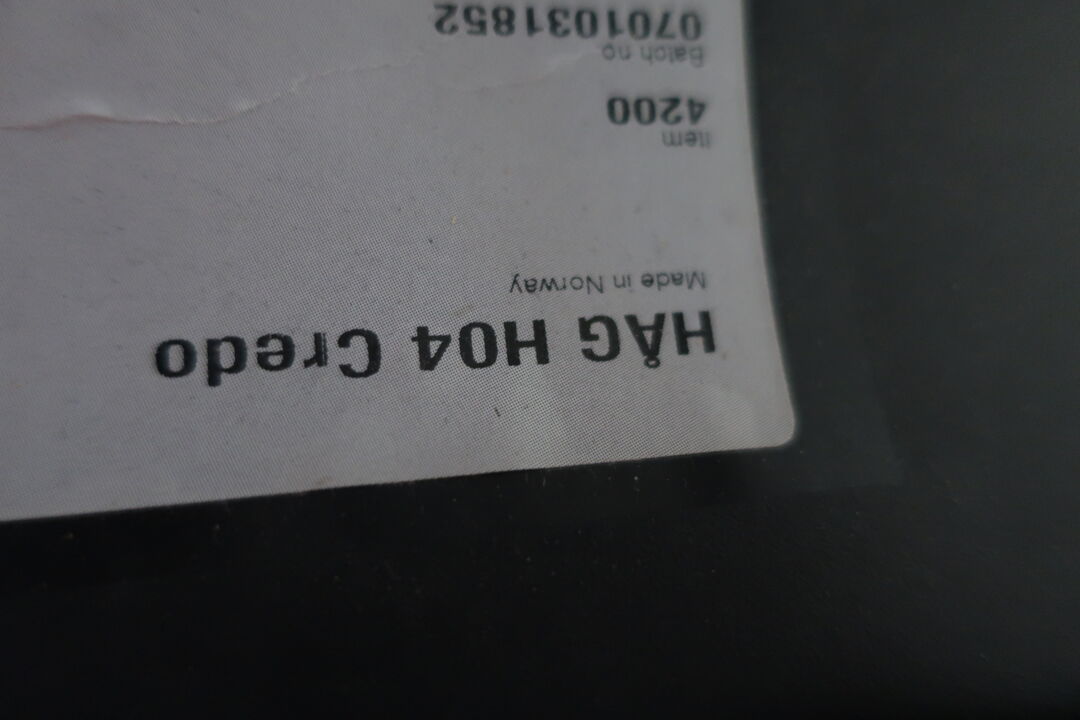 HÅG H04 Credo
Made in Norway
item
4200
Batch no
0701031852